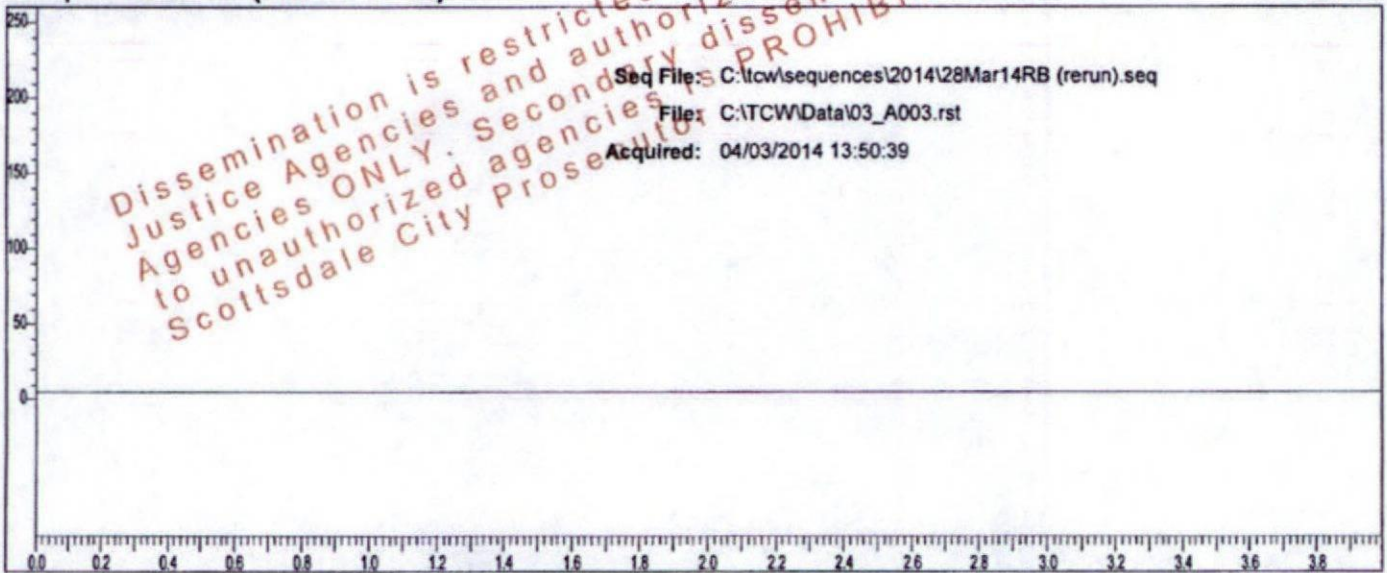 250
Seq File: C:\tcw\sequences\2014\28Mar14RB (rerun).seq
200
File: C:\TCW\Data\03_A003.rst
Acquired: 04/03/2014 13:50:39
150
Dissemination is restricted
Justice Agencies and
Agencies ONLY. Secondary
to unauthorized agencies is PROHIB
Scottsdale City Prosecutor
100
50
0
0.0 0.2 0.4 0.6 0.8 1.0 1.2 1.4 1.6 1.8 2.0 2.2 2.4 2.6 2.8 3.0 3.2 3.4 3.6 3.8